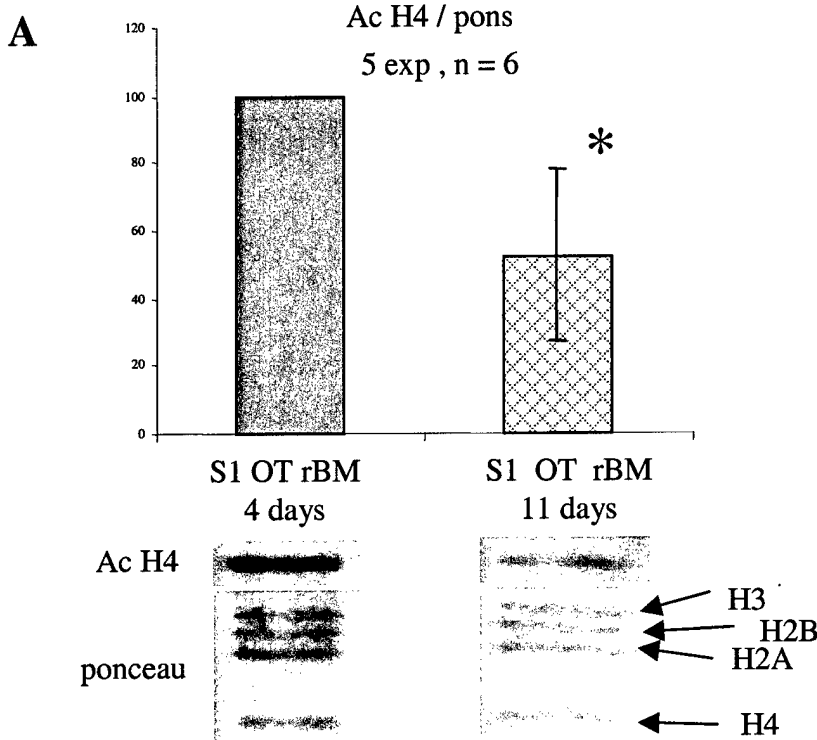 A
Ac H4 / pons
5 exp , n = 6
120
100
80
60
40
20
0
*
S1 OT rBM
4 days
S1 OT rBM
11 days
Ac H4
ponceau
H3
H2B
H2A
H4